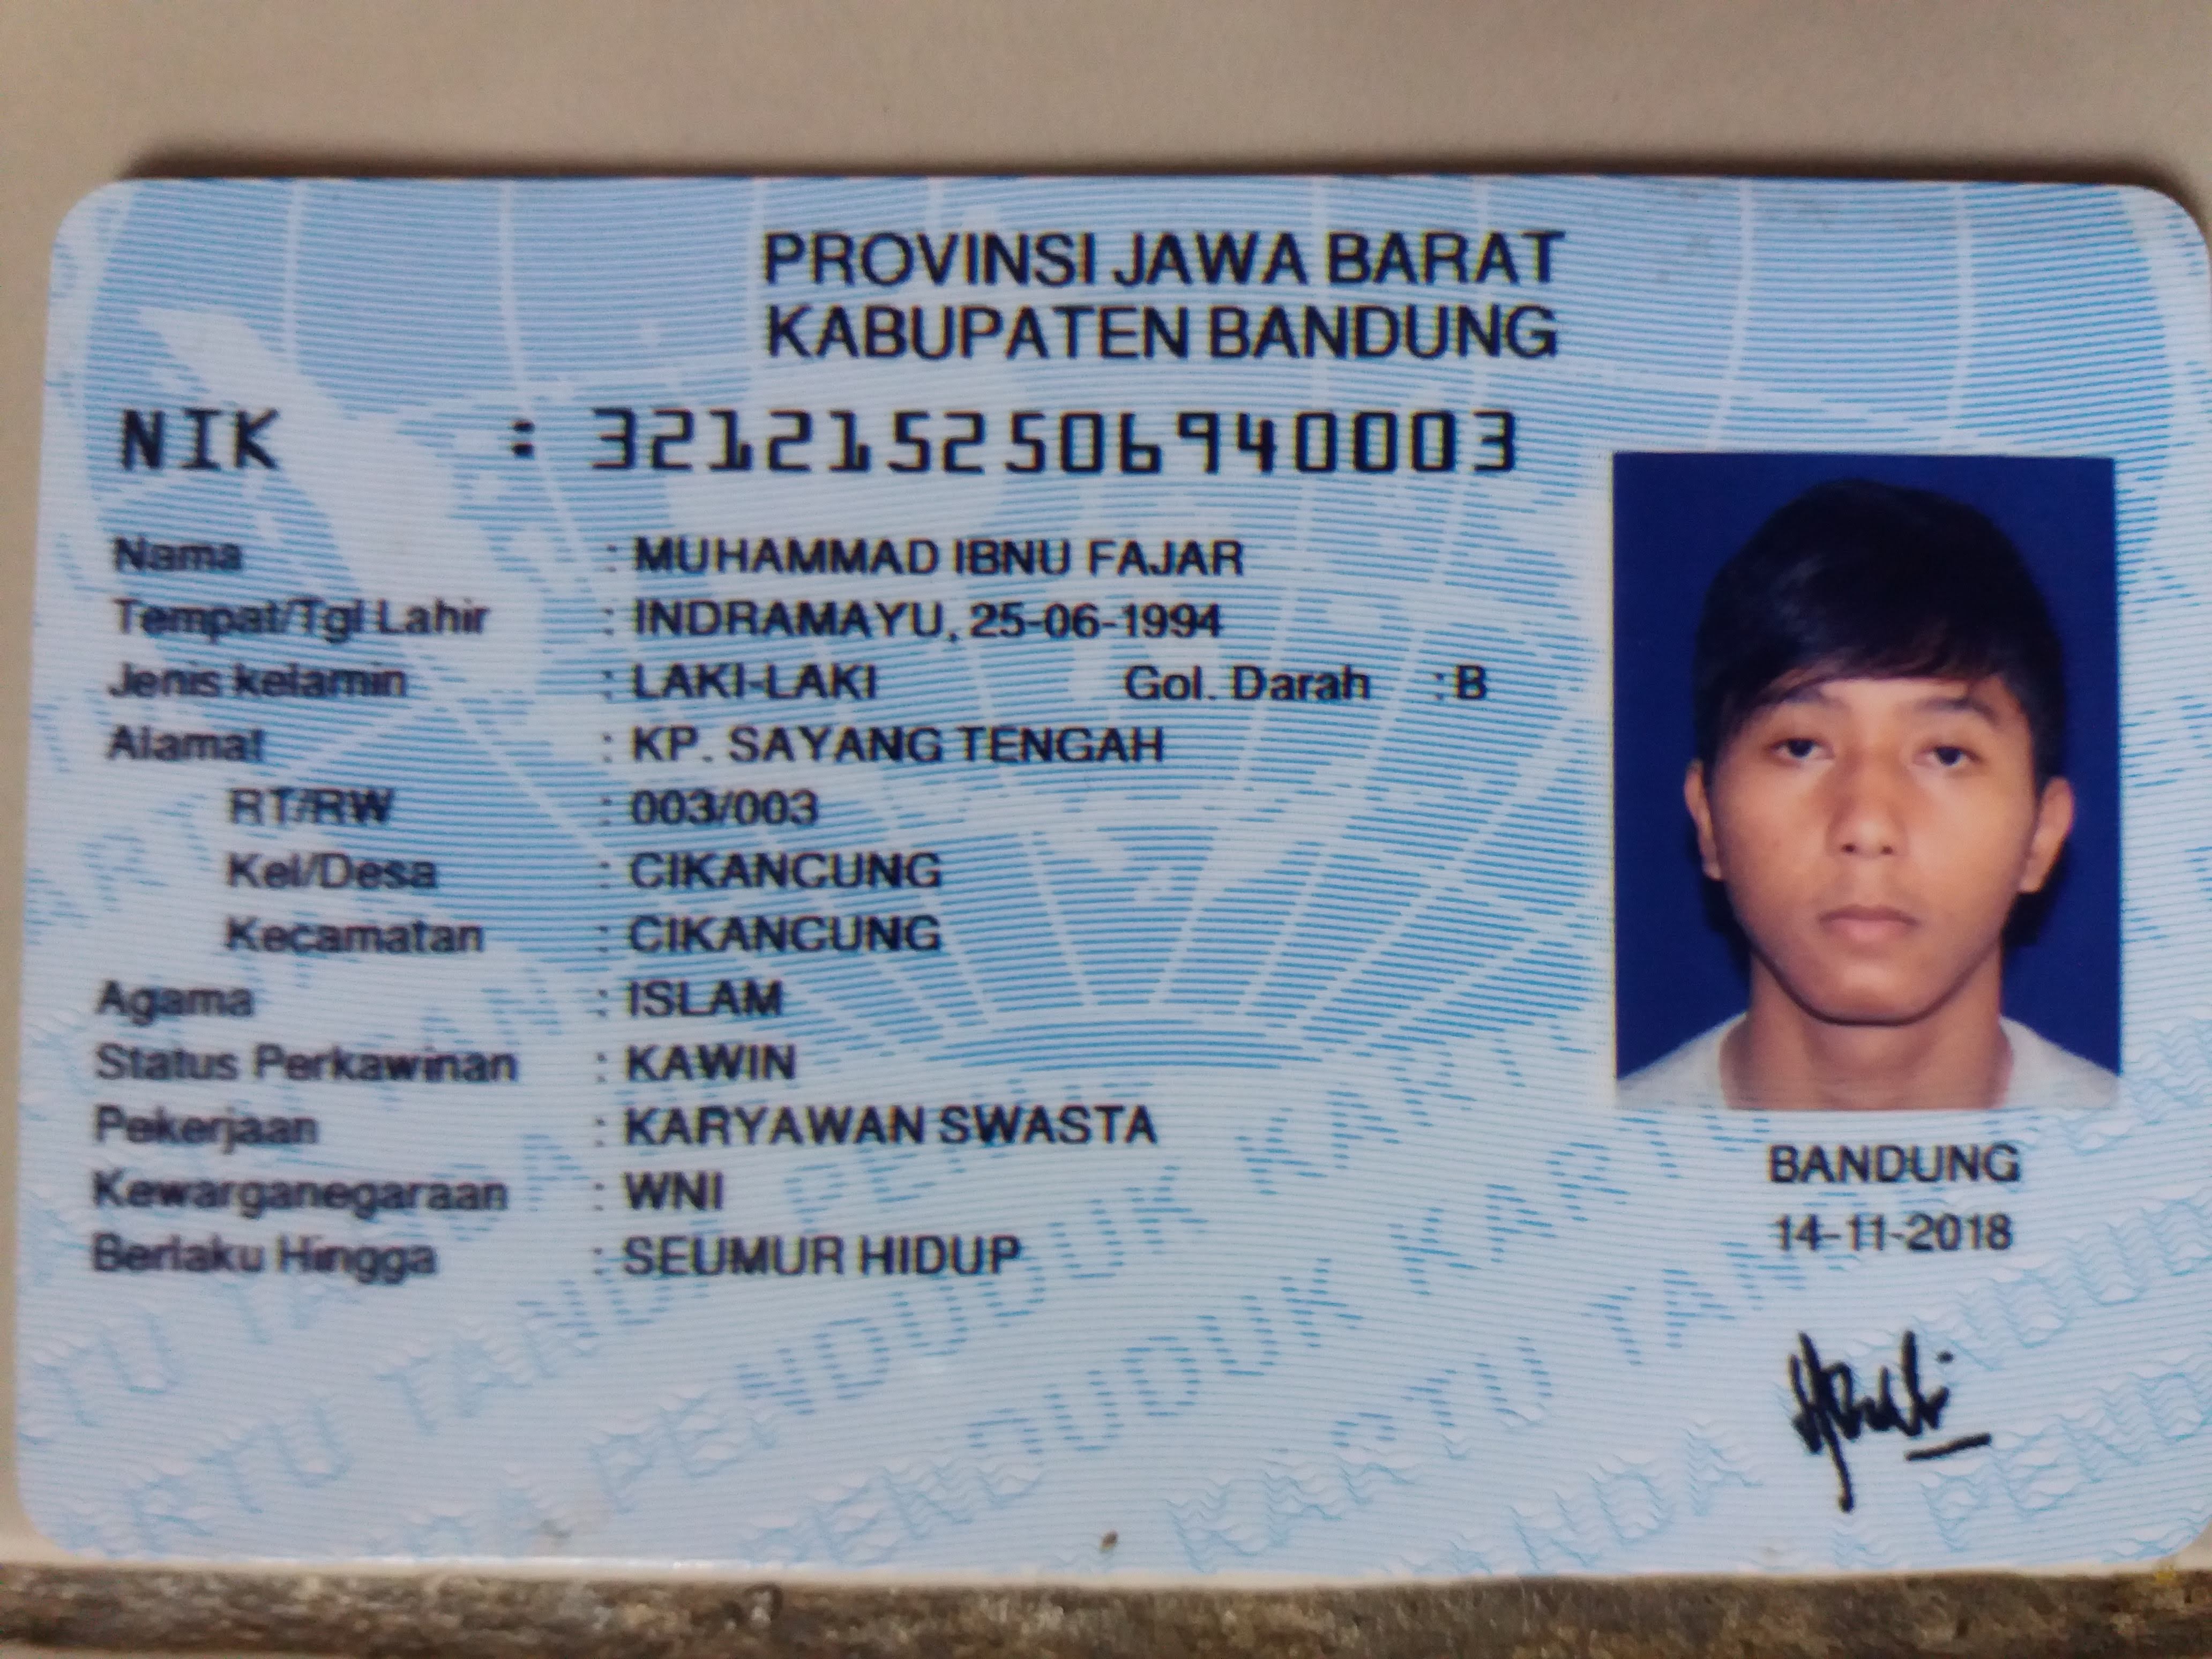 PROVINSI JAWA BARAT
KABUPATEN BANDUNG
NIK : 3212152506940003
Nama : MUHAMMAD IBNU FAJAR
Tempat/Tgl Lahir : INDRAMAYU, 25-06-1994
Jenis kelamin : LAKI-LAKI Gol. Darah : B
Alamat : KP. SAYANG TENGAH
RT/RW : 003/003
Kel/Desa : CIKANCUNG
Kecamatan : CIKANCUNG
Agama : ISLAM
Status Perkawinan : KAWIN
Pekerjaan : KARYAWAN SWASTA
Kewarganegaraan : WNI
Berlaku Hingga : SEUMUR HIDUP
BANDUNG
14-11-2018